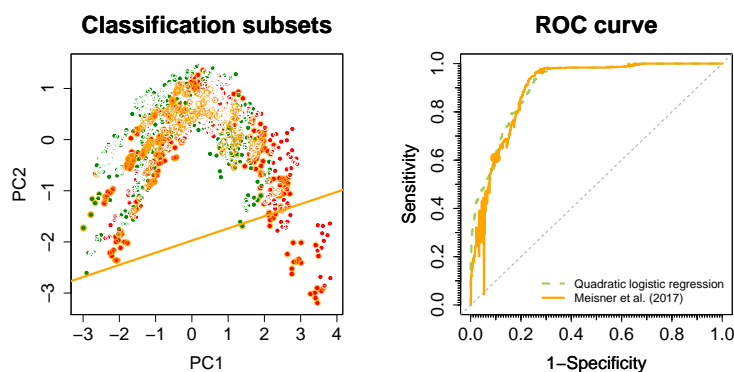 Classification subsets
PC2
1
0
−1
−2
−3
−3 −2 −1 0 1 2 3 4
PC1
ROC curve
Sensitivity
1.0
0.8
0.6
0.4
0.2
0.0
Quadratic logistic regression
Meisner et al. (2017)
0.0 0.2 0.4 0.6 0.8 1.0
1−Specificity